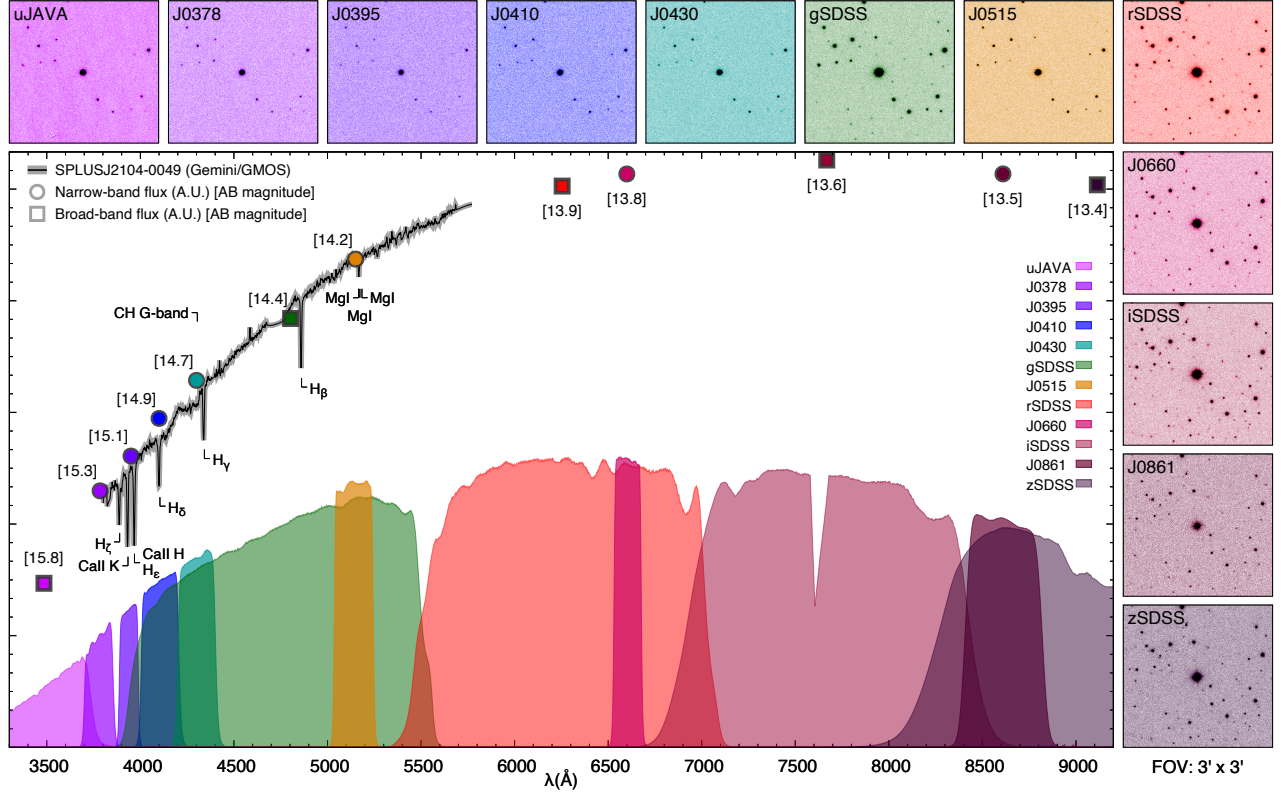 uJAVA
J0378
J0395
J0410
J0430
gSDSS
J0515
rSDSS
SPLUSJ2104-0049 (Gemini/GMOS)
Narrow-band flux (A.U.) [AB magnitude]
Broad-band flux (A.U.) [AB magnitude]
[13.9]
[13.8]
[13.6]
[13.5]
[13.4]
J0660
[14.2]
[14.4]
MgI
MgI
MgI
CH G-band
[14.7]
[14.9]
[15.1]
[15.3]
[15.8]
Hβ
Hγ
Hδ
Hζ
CaII K
CaII H
Hε
uJAVA
J0378
J0395
J0410
J0430
gSDSS
J0515
rSDSS
J0660
iSDSS
J0861
zSDSS
iSDSS
J0861
zSDSS
3500 4000 4500 5000 5500 6000 6500 7000 7500 8000 8500 9000
λ(Å)
FOV: 3' x 3'